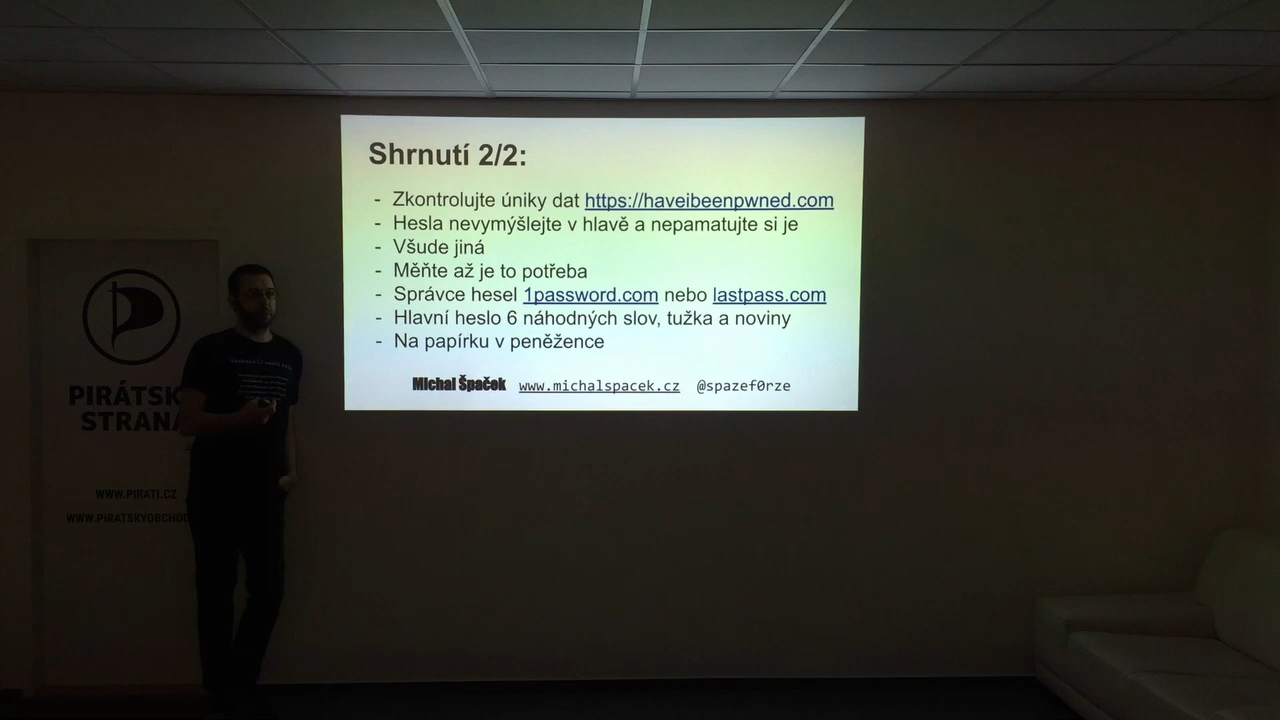 Shrnutí 2/2:
- Zkontrolujte úniky dat https://haveibeenpwned.com
- Hesla nevymýšlejte v hlavě a nepamatujte si je
- Všude jiná
- Měňte až je to potřeba
- Správce hesel 1password.com nebo lastpass.com
- Hlavní heslo 6 náhodných slov, tužka a noviny
- Na papírku v peněžence
Michal Špaček www.michalspacek.cz @spazef0rze
PIRÁTSK
STRANA
WWW.PIRATI.CZ
WWW.PIRATSKYOBCHOD